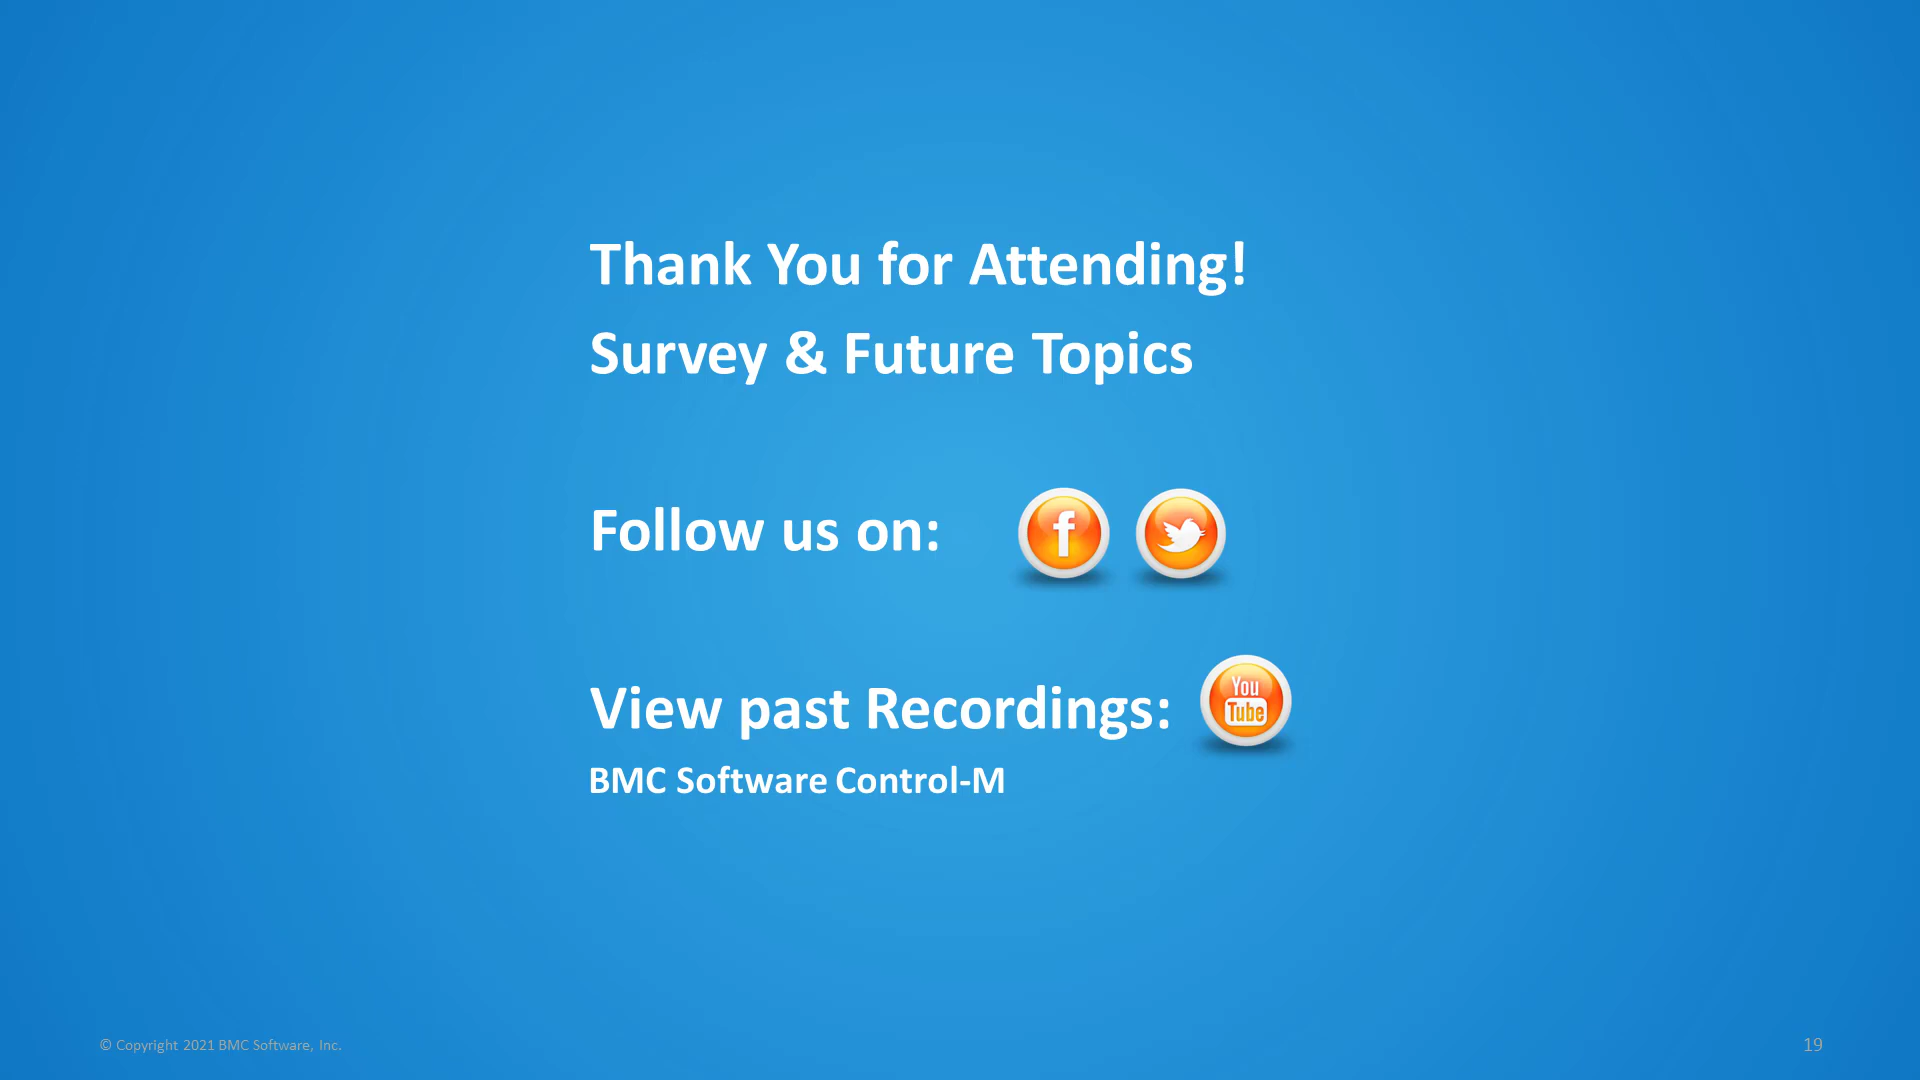 Thank You for Attending!
Survey & Future Topics
Follow us on:
f
View past Recordings:
You
Tube
BMC Software Control-M
© Copyright 2021 BMC Software, Inc.
19